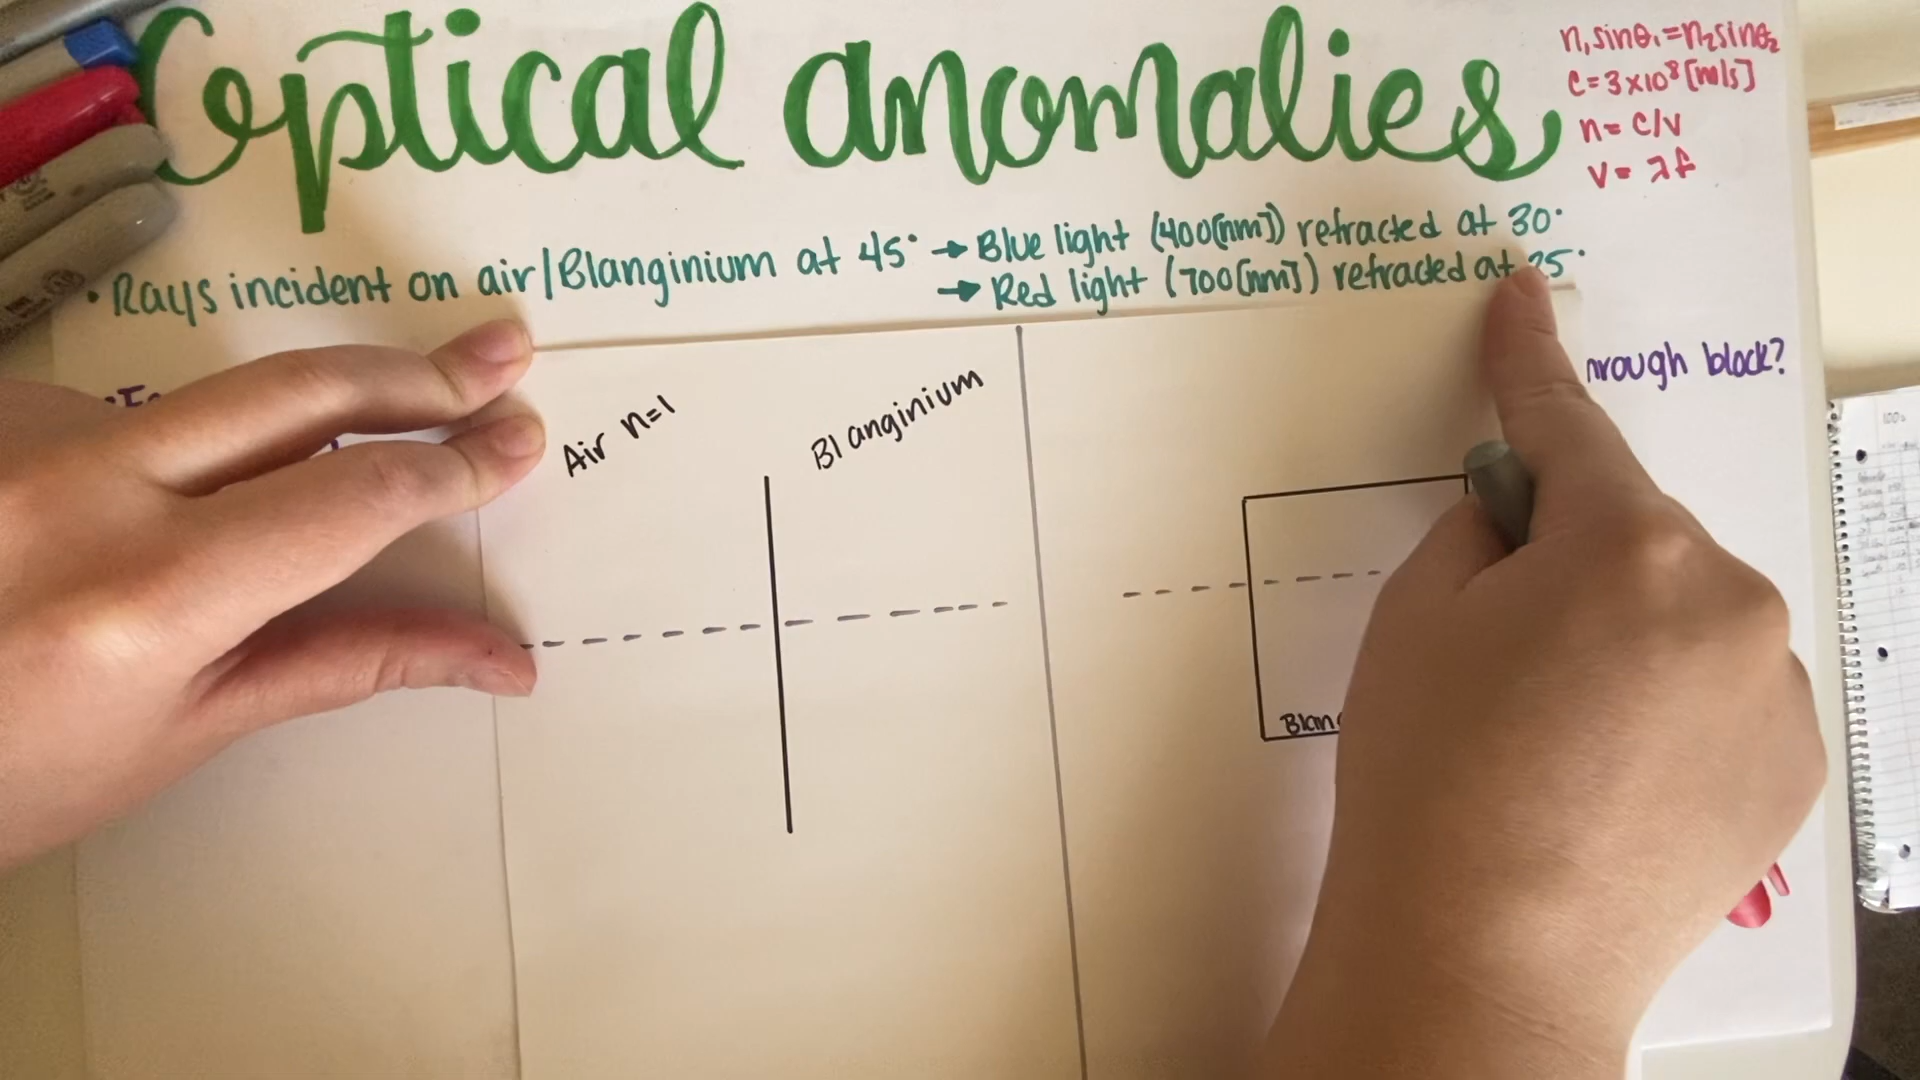 Optical anomalies
n₁sinθ₁=n₂sinθ₂
c=3x10⁸[m/s]
n= c/v
v= λf
• Rays incident on air/Blanginium at 45° → Blue light (400[nm]) refracted at 30°
→ Red light (700[nm]) refracted at 25°
hrough block?
Air n=1
Blanginium
Blan